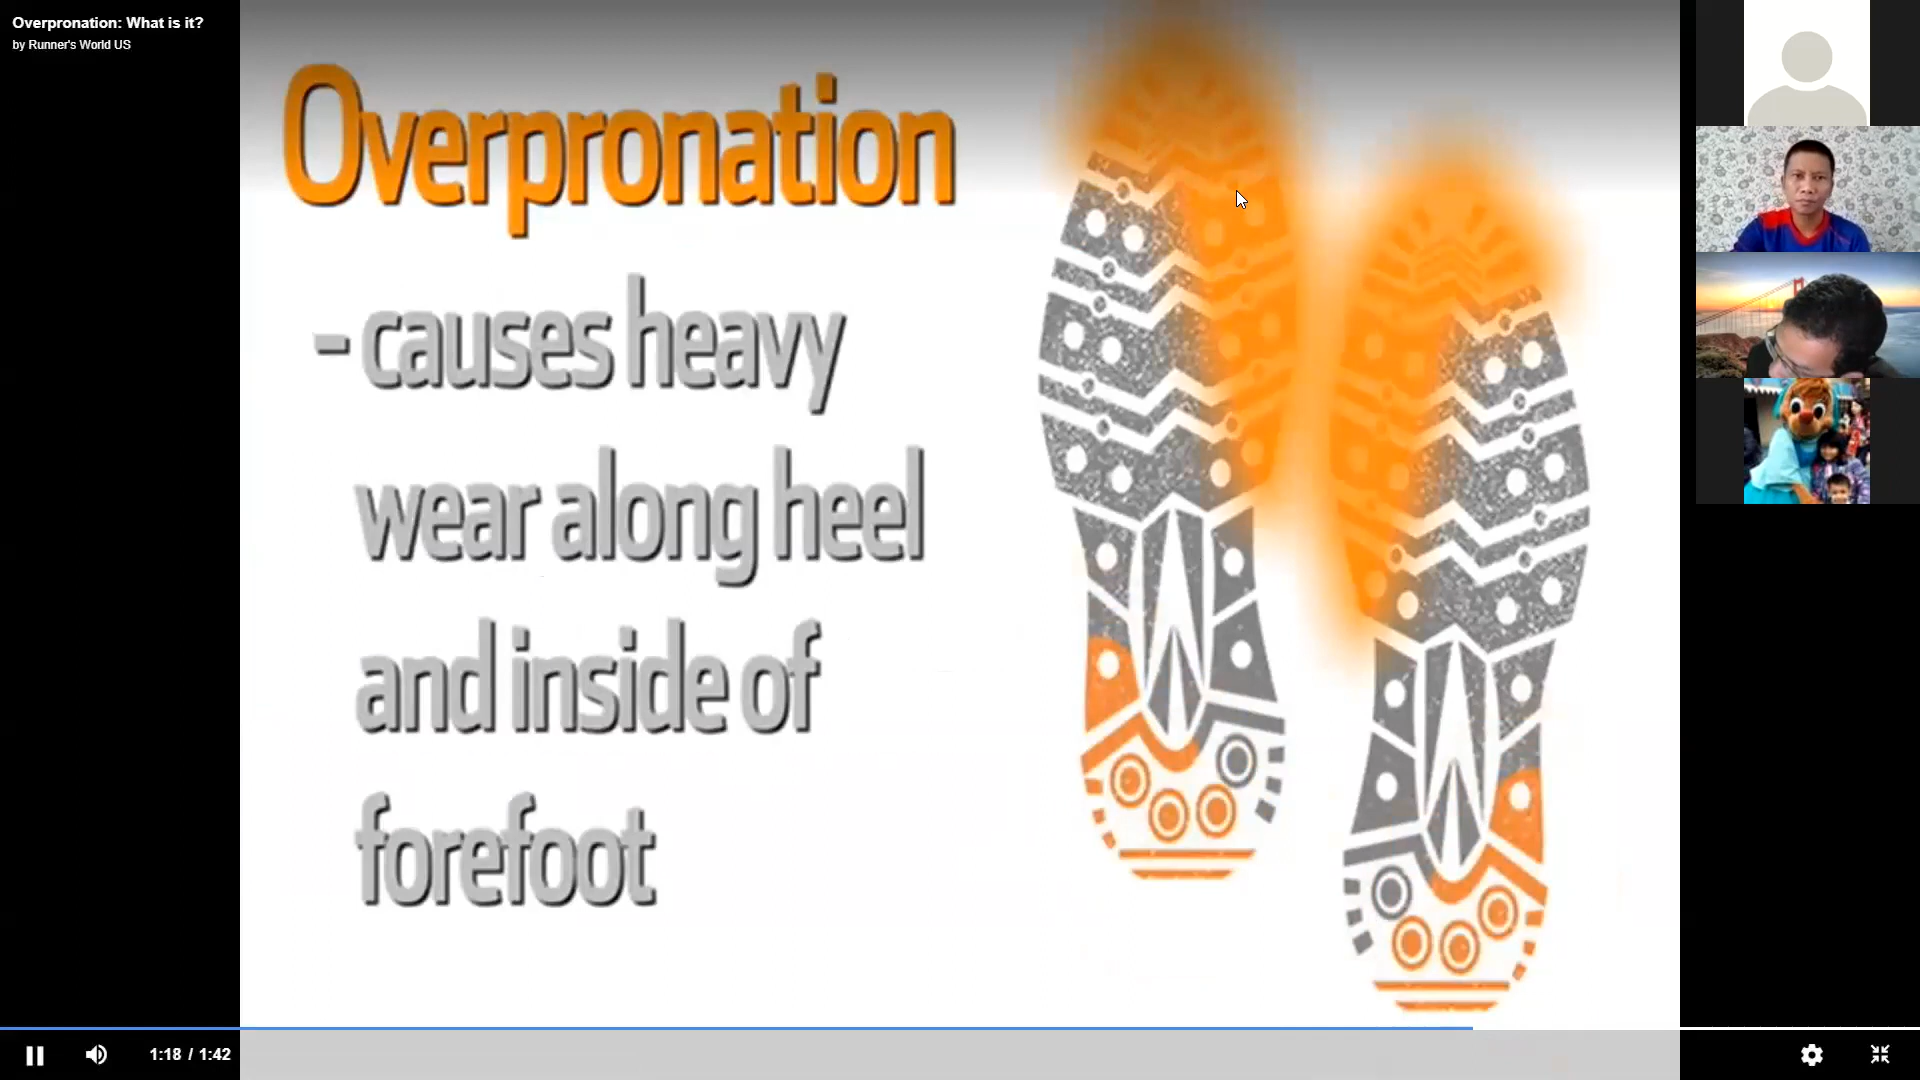 Overpronation: What is it?
by Runner's World US
Overpronation
- causes heavy
wear along heel
and inside of
forefoot
1:18 / 1:42